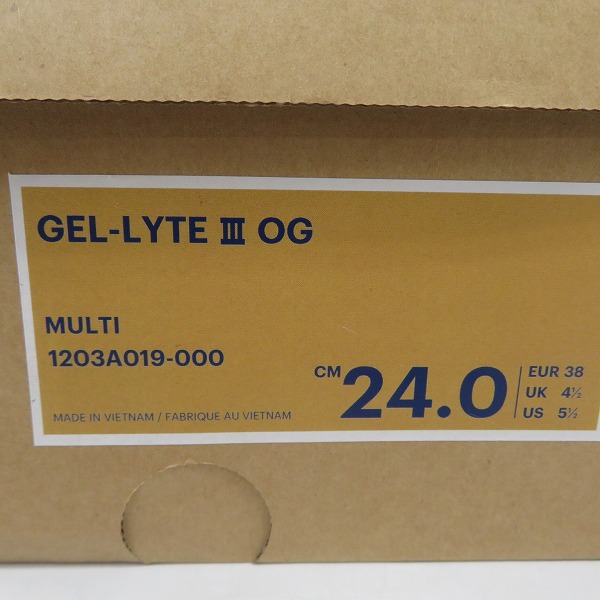 GEL-LYTE III OG
MULTI
1203A019-000
MADE IN VIETNAM / FABRIQUE AU VIETNAM
CM 24.0
EUR 38
UK 4½
US 5½